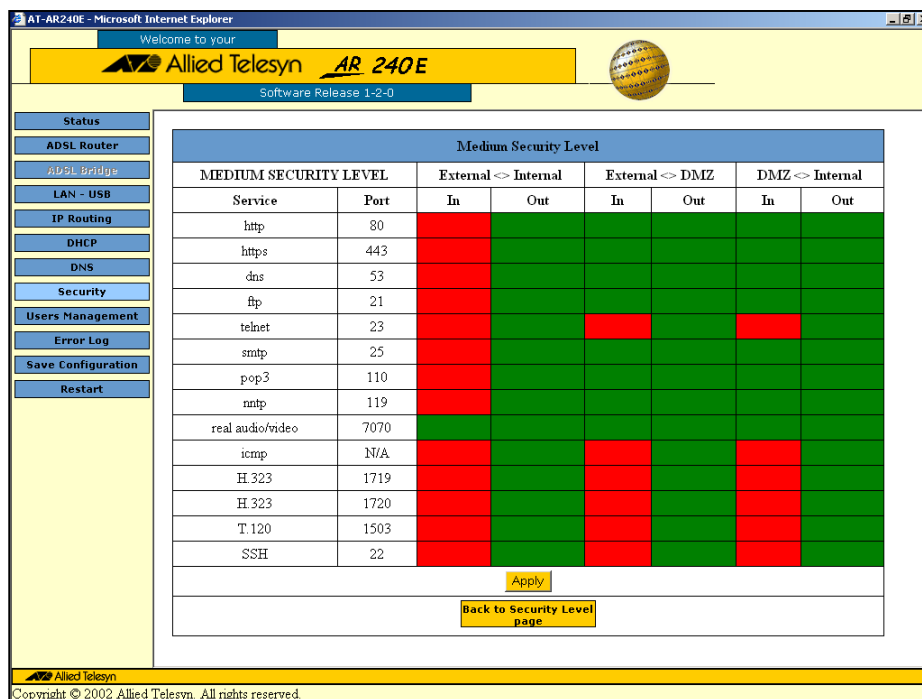 AT-AR240E - Microsoft Internet Explorer
Welcome to your
Allied Telesyn AR 240E
Software Release 1-2-0
Status
ADSL Router
ADSL Bridge
LAN - USB
IP Routing
DHCP
DNS
Security
Users Management
Error Log
Save Configuration
Restart
Medium Security Level
MEDIUM SECURITY LEVEL External <> Internal External <> DMZ DMZ <> Internal
Service Port In Out In Out In Out
http 80
https 443
dns 53
ftp 21
telnet 23
smtp 25
pop3 110
nntp 119
real audio/video 7070
icmp N/A
H.323 1719
H.323 1720
T.120 1503
SSH 22
Apply
Back to Security Level
page
Allied Telesyn
Copyright © 2002 Allied Telesyn. All rights reserved.